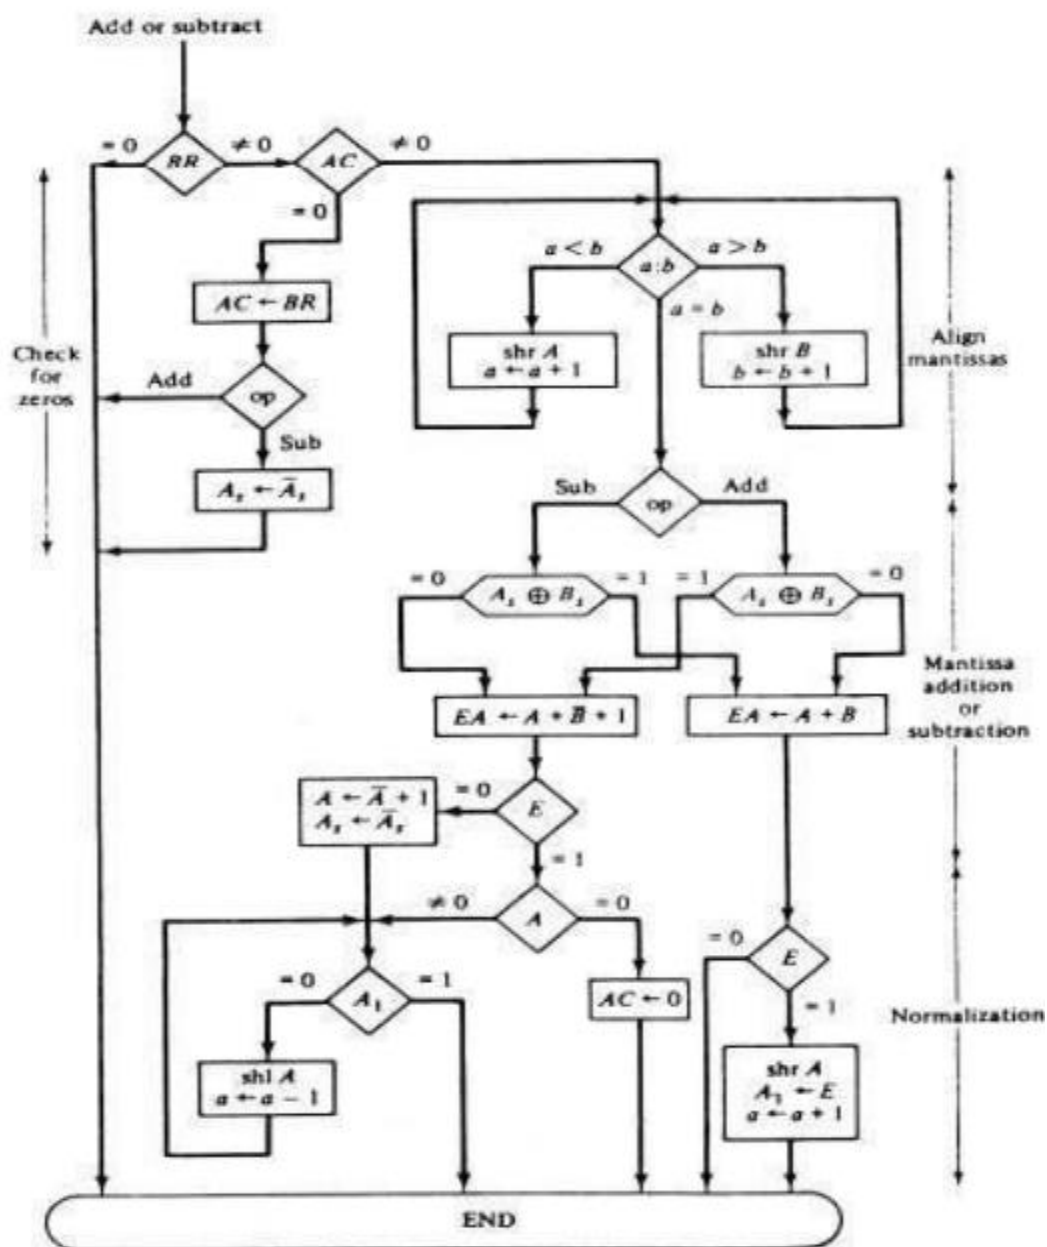 Add or subtract
= 0
BR
≠ 0
AC
≠ 0
= 0
AC ← BR
Add
op
Sub
A_s ← A̅_s
Check
for
zeros
a < b
a:b
a > b
a = b
shr A
a ← a + 1
shr B
b ← b + 1
Align
mantissas
Sub
op
Add
= 0
A_s ⊕ B_s
= 1
= 1
A_s ⊕ B_s
= 0
EA ← A + B̅ + 1
EA ← A + B
Mantissa
addition
or
subtraction
A ← A̅ + 1
A_s ← A̅_s
= 0
E
= 1
≠ 0
A
= 0
= 0
A_1
= 1
AC ← 0
= 0
E
= 1
shl A
a ← a − 1
shr A
A_1 ← E
a ← a + 1
Normalization
END